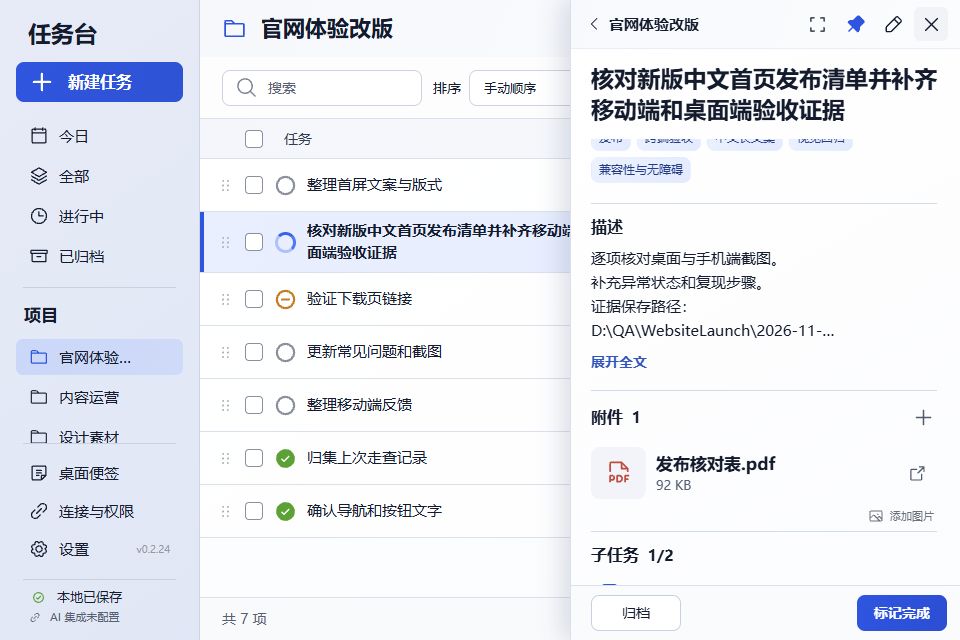 任务台
新建任务
今日
全部
进行中
已归档
项目
官网体验...
内容运营
设计素材
桌面便签
连接与权限
设置 v0.2.24
本地已保存
AI 集成未配置
官网体验改版
搜索 排序 手动顺序
任务
整理首屏文案与版式
核对新版中文首页发布清单并补齐移动端
面端验收证据
验证下载页链接
更新常见问题和截图
整理移动端反馈
归集上次走查记录
确认导航和按钮文字
共 7 项
官网体验改版
核对新版中文首页发布清单并补齐
移动端和桌面端验收证据
兼容性与无障碍
描述
逐项核对桌面与手机端截图。
补充异常状态和复现步骤。
证据保存路径：
D:\QA\WebsiteLaunch\2026-11-...
展开全文
附件 1
PDF
发布核对表.pdf
92 KB
添加图片
子任务 1/2
归档 标记完成